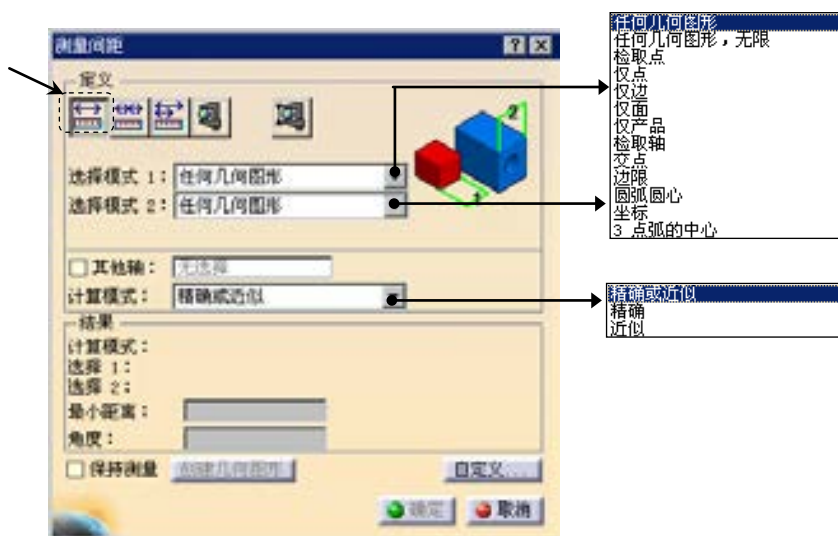 测量间距
定义
选择模式 1： 任何几何图形
选择模式 2： 任何几何图形
2
1
其他轴： 无选择
计算模式： 精确或近似
结果
计算模式：
选择 1：
选择 2：
最小距离：
角度：
保持测量 创建几何图形 自定义...
确定 取消
任何几何图形
任何几何图形，无限
检取点
仅点
仅边
仅面
仅产品
检取轴
交点
边限
圆弧圆心
坐标
3 点弧的中心
精确或近似
精确
近似